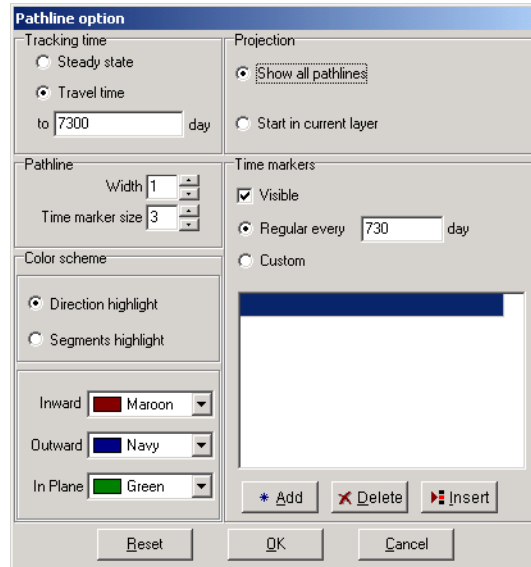 Pathline option
Tracking time
Steady state
Travel time
to 7300 day
Projection
Show all pathlines
Start in current layer
Pathline
Width 1
Time marker size 3
Time markers
Visible
Regular every 730 day
Custom
Color scheme
Direction highlight
Segments highlight
Inward Maroon
Outward Navy
In Plane Green
Add Delete Insert
Reset OK Cancel